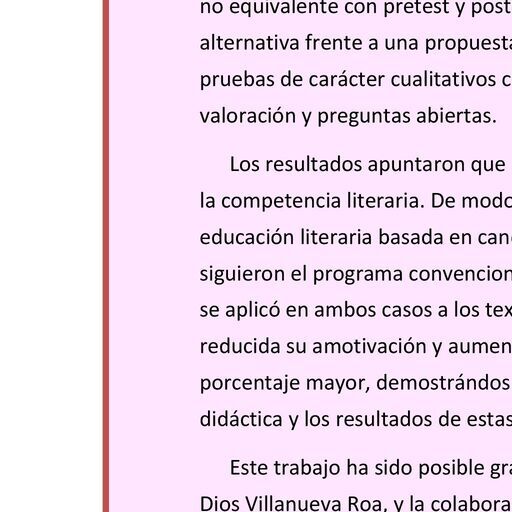 no equivalente con pretest y post
alternativa frente a una propuesta
pruebas de carácter cualitativos c
valoración y preguntas abiertas.
Los resultados apuntaron que
la competencia literaria. De modo
educación literaria basada en can
siguieron el programa convencion
se aplicó en ambos casos a los tex
reducida su amotivación y aumen
porcentaje mayor, demostrándos
didáctica y los resultados de estas
Este trabajo ha sido posible gra
Dios Villanueva Roa, y la colabora